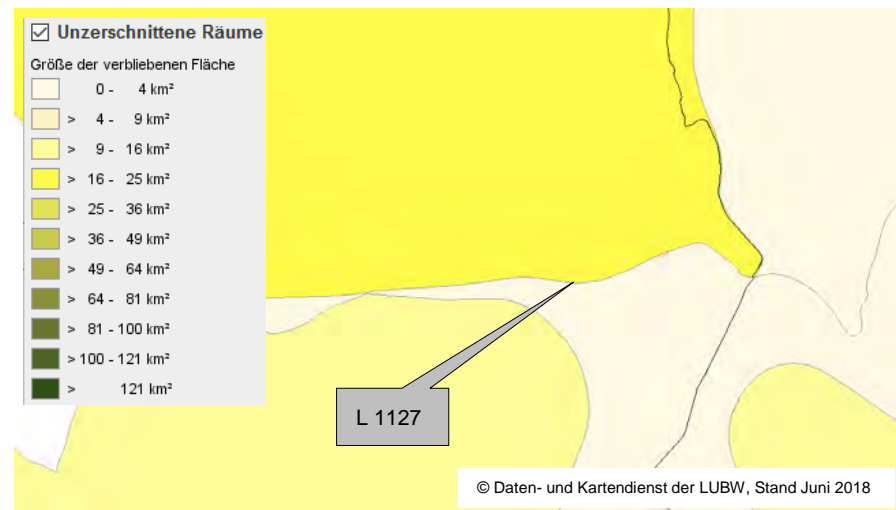 Unzerschnittene Räume
Größe der verbliebenen Fläche
0 - 4 km²
> 4 - 9 km²
> 9 - 16 km²
> 16 - 25 km²
> 25 - 36 km²
> 36 - 49 km²
> 49 - 64 km²
> 64 - 81 km²
> 81 - 100 km²
> 100 - 121 km²
> 121 km²
L 1127
© Daten- und Kartendienst der LUBW, Stand Juni 2018